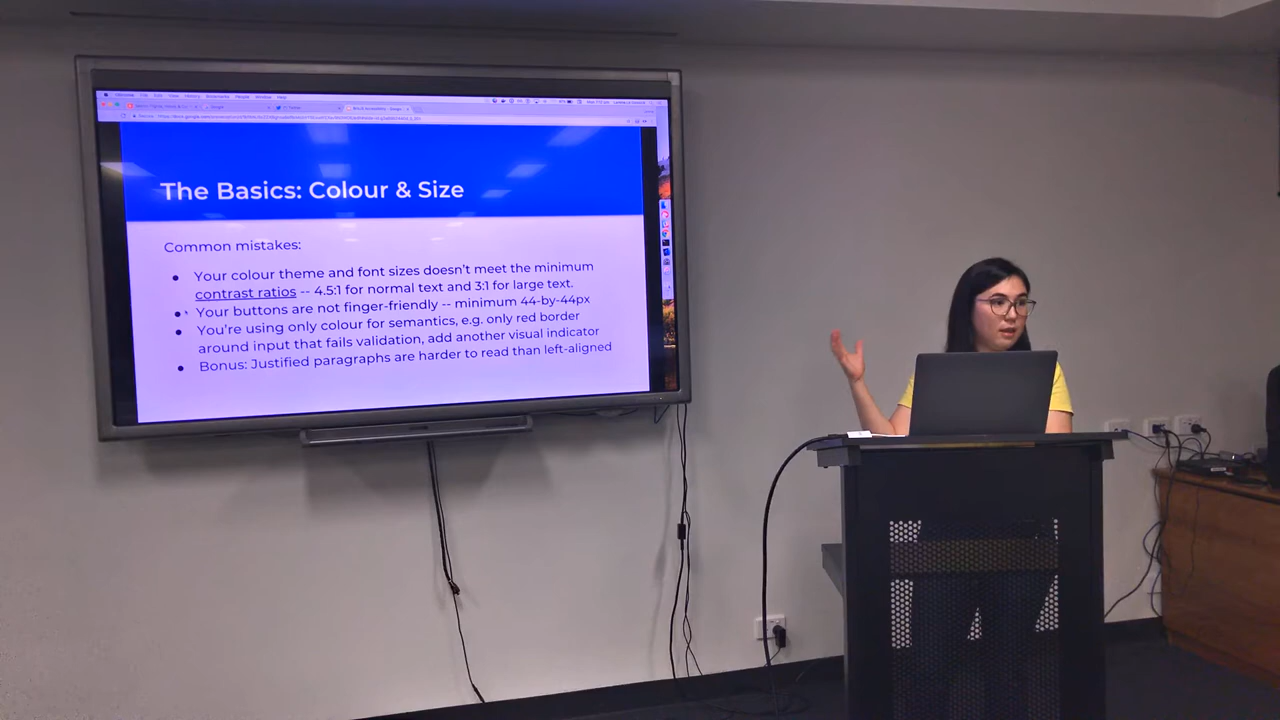 The Basics: Colour & Size
Common mistakes:
● Your colour theme and font sizes doesn't meet the minimum
contrast ratios -- 4.5:1 for normal text and 3:1 for large text.
● Your buttons are not finger-friendly -- minimum 44-by-44px
● You're using only colour for semantics, e.g. only red border
around input that fails validation, add another visual indicator
● Bonus: Justified paragraphs are harder to read than left-aligned